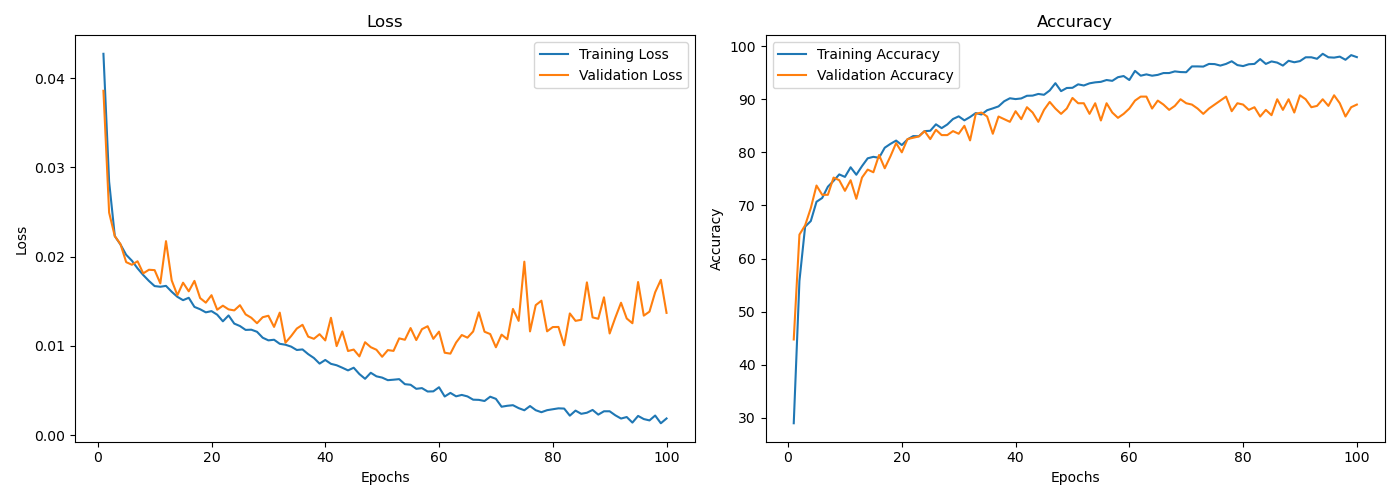 Loss
Training Loss
Validation Loss
0.04
0.03
0.02
0.01
0.00
Loss
0 20 40 60 80 100
Epochs
Accuracy
Training Accuracy
Validation Accuracy
100
90
80
70
60
50
40
30
Accuracy
0 20 40 60 80 100
Epochs